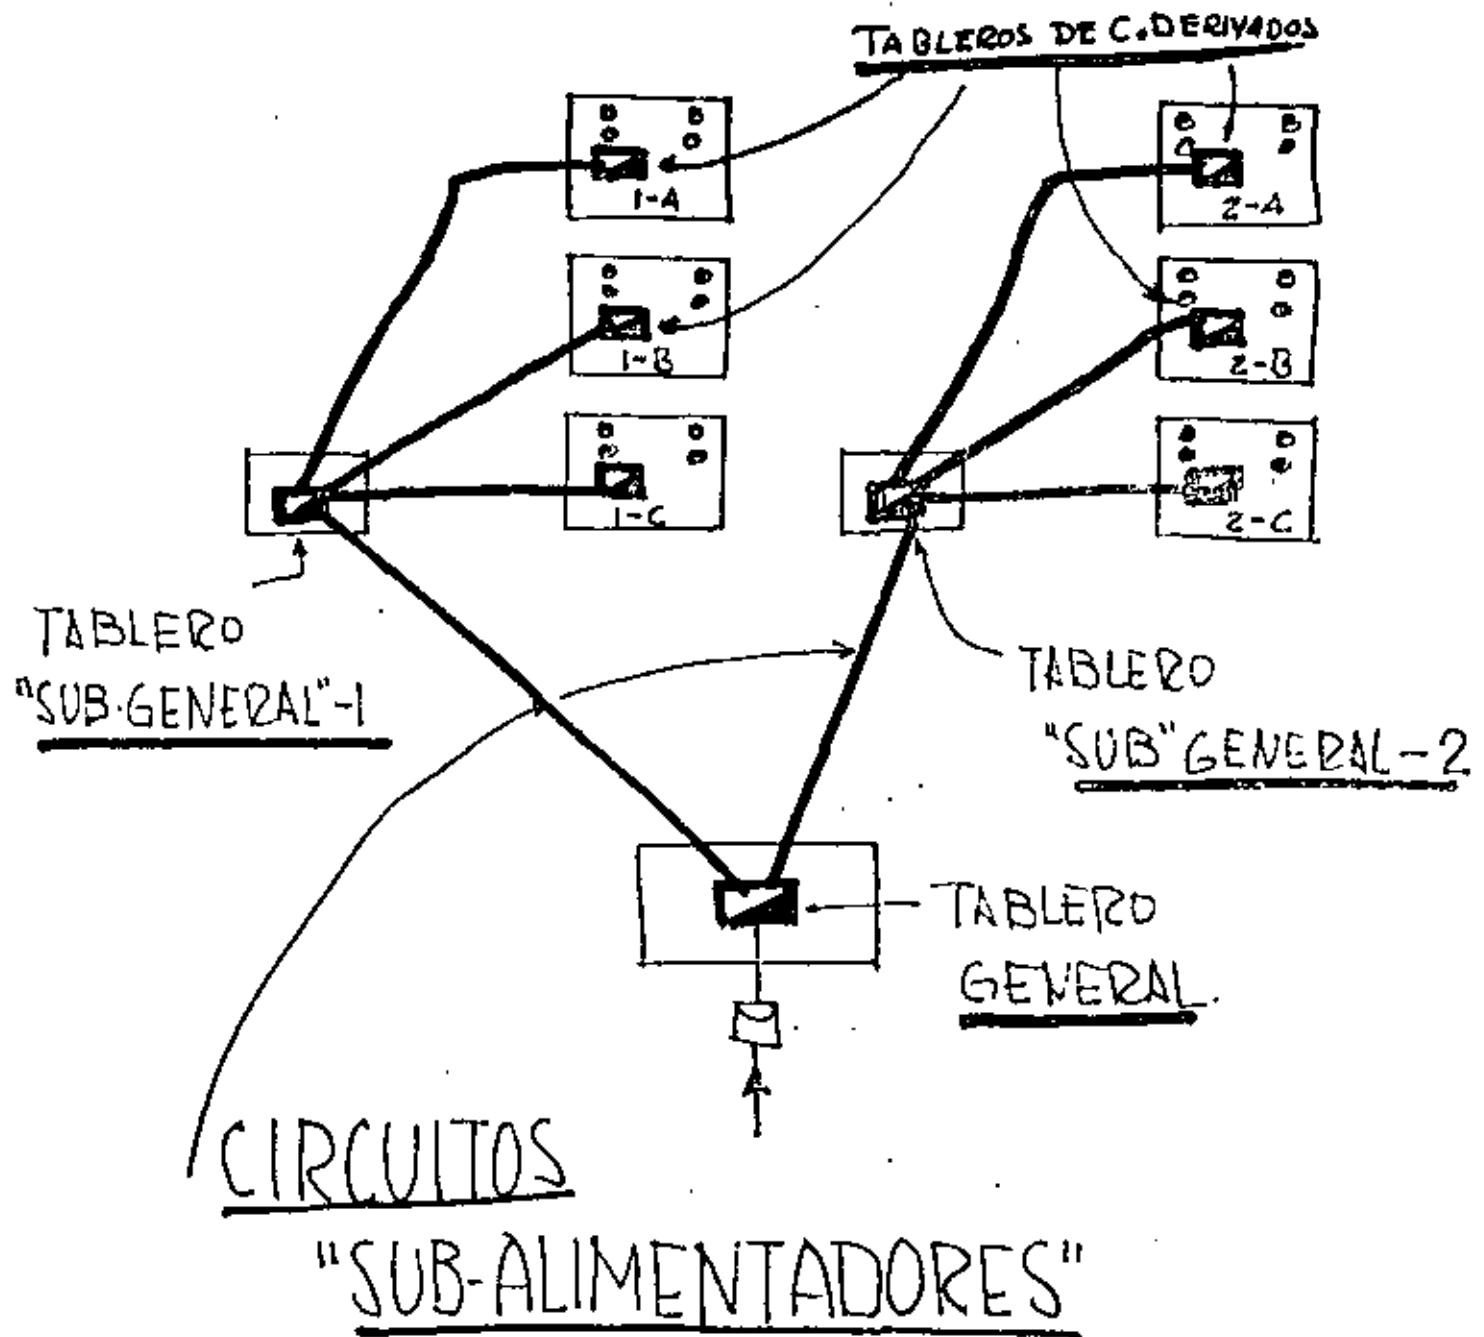 TABLEROS DE C.DERIVADOS
1-A
2-A
1-B
2-B
1-C
2-C
TABLERO
"SUB-GENERAL"-1
TABLERO
"SUB" GENERAL-2
TABLERO
GENERAL.
CIRCUITOS
"SUB-ALIMENTADORES"